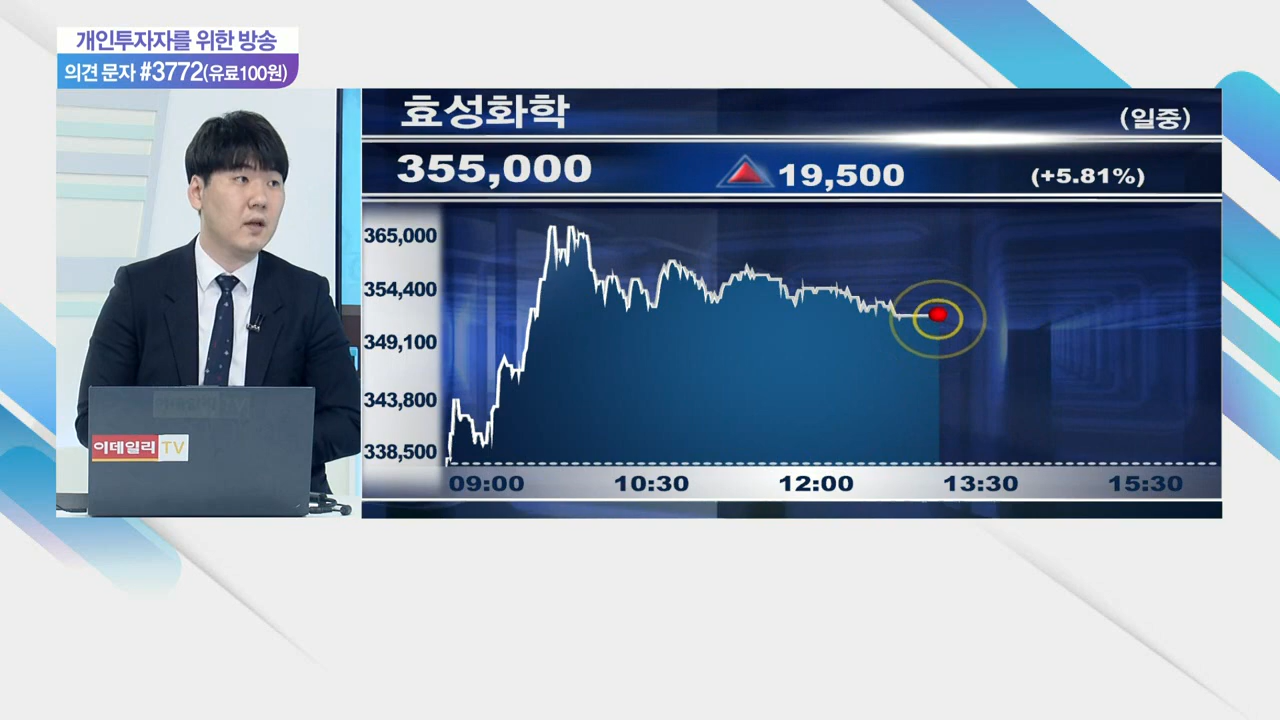 개인투자자를 위한 방송
의견 문자 #3772(유료100원)
효성화학
(일중)
355,000
19,500
(+5.81%)
365,000
354,400
349,100
343,800
338,500
09:00
10:30
12:00
13:30
15:30
이데일리 TV